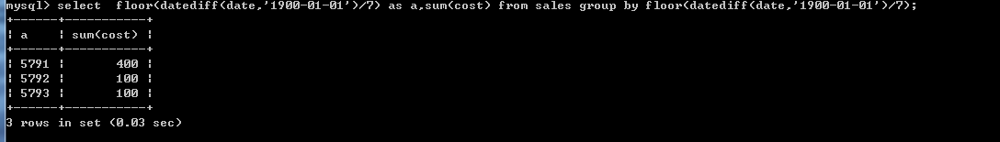 mysql> select  floor(datediff(date,'1900-01-01')/7) as a,sum(cost) from sales group by floor(datediff(date,'1900-01-01')/7);
+------+-----------+
¦ a    ¦ sum(cost) ¦
+------+-----------+
¦ 5791 ¦       400 ¦
¦ 5792 ¦       100 ¦
¦ 5793 ¦       100 ¦
+------+-----------+
3 rows in set (0.03 sec)